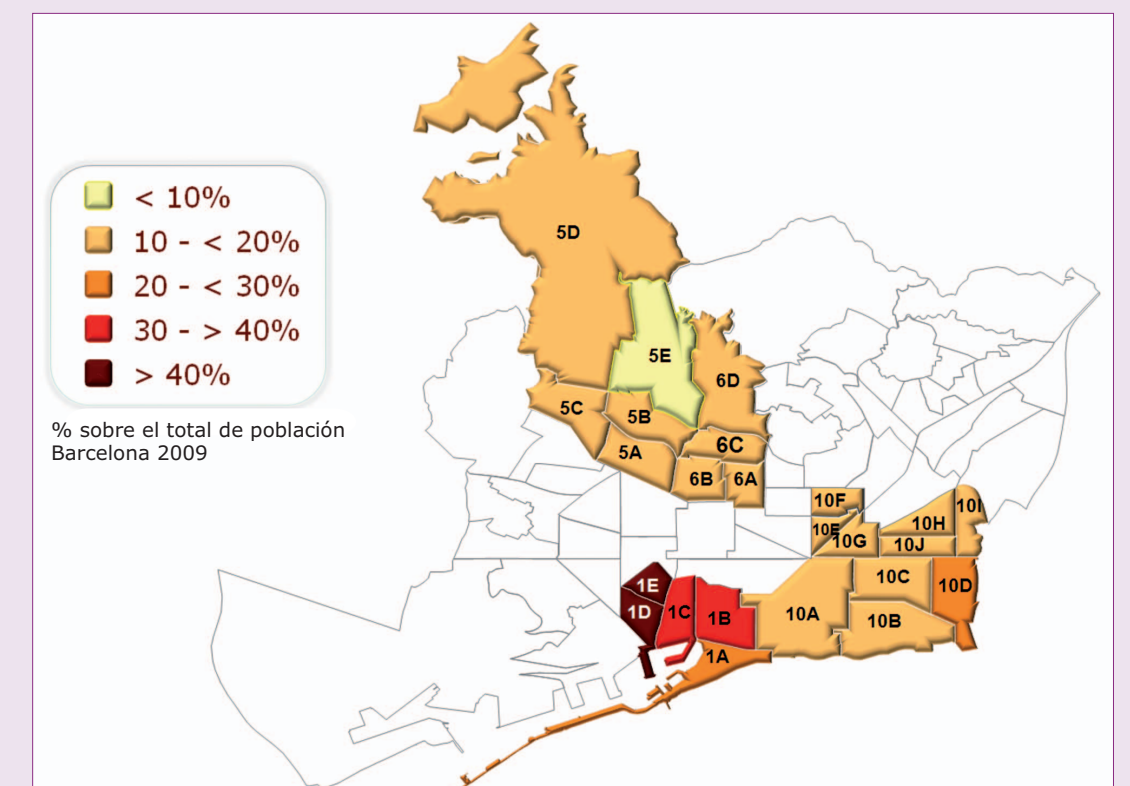 < 10%
10 - < 20%
20 - < 30%
30 - > 40%
> 40%
% sobre el total de población
Barcelona 2009
5D
5E
6D
5C
5B
5A
6C
6B
6A
10F
10I
10E
10H
10G
10J
1E
10C
10D
1D
1C
1B
10A
10B
1A